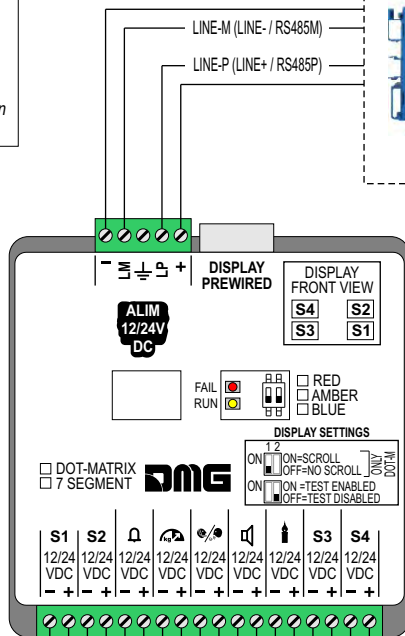 n
LINE-M (LINE- / RS485M)
LINE-P (LINE+ / RS485P)
− LM LP +
DISPLAY
PREWIRED
DISPLAY
FRONT VIEW
S4 S2
S3 S1
ALIM
12/24V
DC
FAIL
RUN
RED
AMBER
BLUE
DISPLAY SETTINGS
1 2
ON ON=SCROLL
OFF=NO SCROLL
ONLY
DOT-M
ON ON =TEST ENABLED
OFF=TEST DISABLED
DOT-MATRIX
7 SEGMENT
DMG
S1 S2 kg S3 S4
12/24 12/24 12/24 12/24 12/24 12/24 12/24 12/24 12/24
VDC VDC VDC VDC VDC VDC VDC VDC VDC
− + − + − + − + − + − + − + − + − +